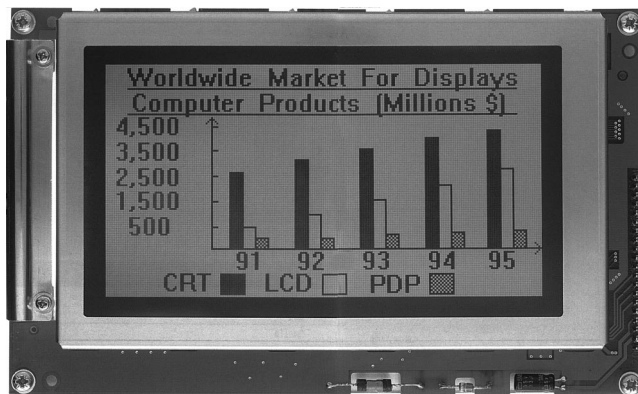 Worldwide Market For Displays
Computer Products (Millions $)
4,500
3,500
2,500
1,500
500
91 92 93 94 95
CRT LCD PDP